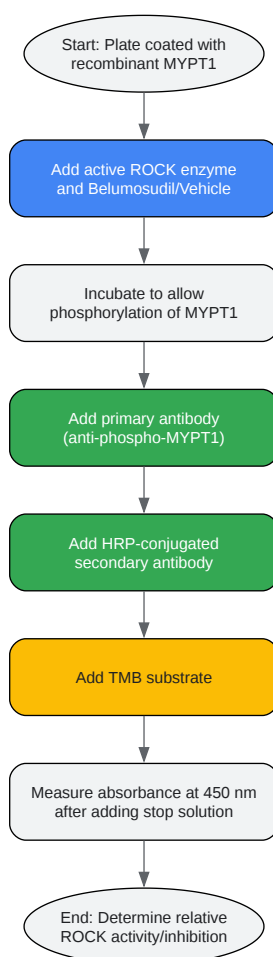 Start: Plate coated with
recombinant MYPT1
Add active ROCK enzyme
and Belumosudil/Vehicle
Incubate to allow
phosphorylation of MYPT1
Add primary antibody
(anti-phospho-MYPT1)
Add HRP-conjugated
secondary antibody
Add TMB substrate
Measure absorbance at 450 nm
after adding stop solution
End: Determine relative
ROCK activity/inhibition